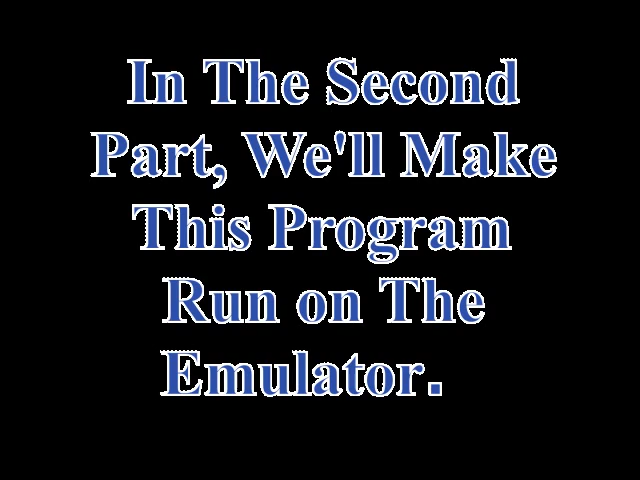 In The Second
Part, We'll Make
This Program
Run on The
Emulator.